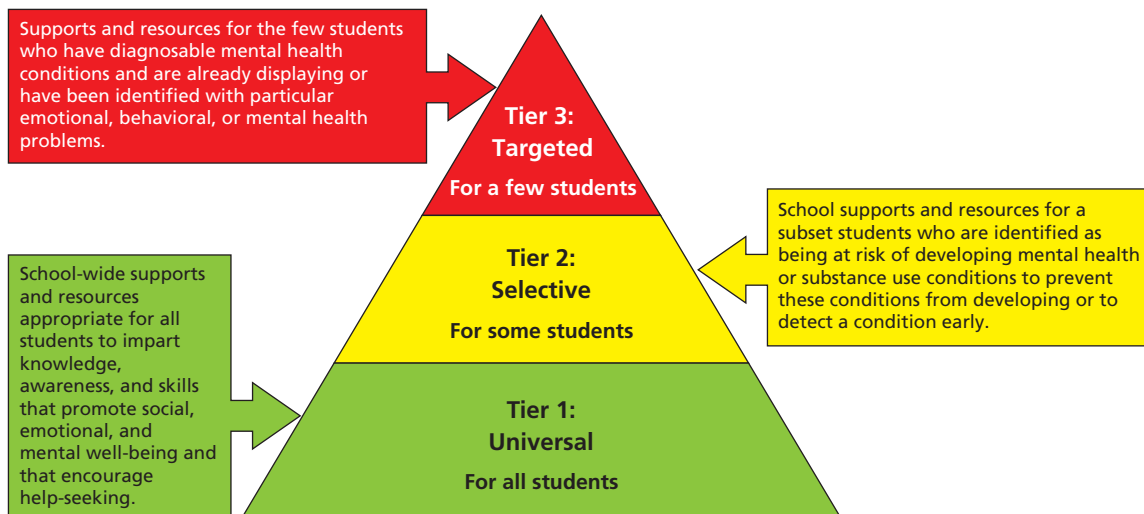 Supports and resources for the few students
who have diagnosable mental health
conditions and are already displaying or
have been identified with particular
emotional, behavioral, or mental health
problems.
Tier 3:
Targeted
For a few students
School supports and resources for a
subset students who are identified as
being at risk of developing mental health
or substance use conditions to prevent
these conditions from developing or to
detect a condition early.
Tier 2:
Selective
For some students
School-wide supports
and resources
appropriate for all
students to impart
knowledge,
awareness, and skills
that promote social,
emotional, and
mental well-being and
that encourage
help-seeking.
Tier 1:
Universal
For all students